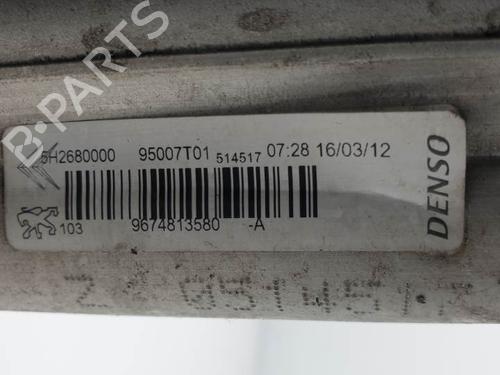 B-PARTS
5H2680000 95007T01 514517 07:28 16/03/12
103 9674813580 -A
DENSO